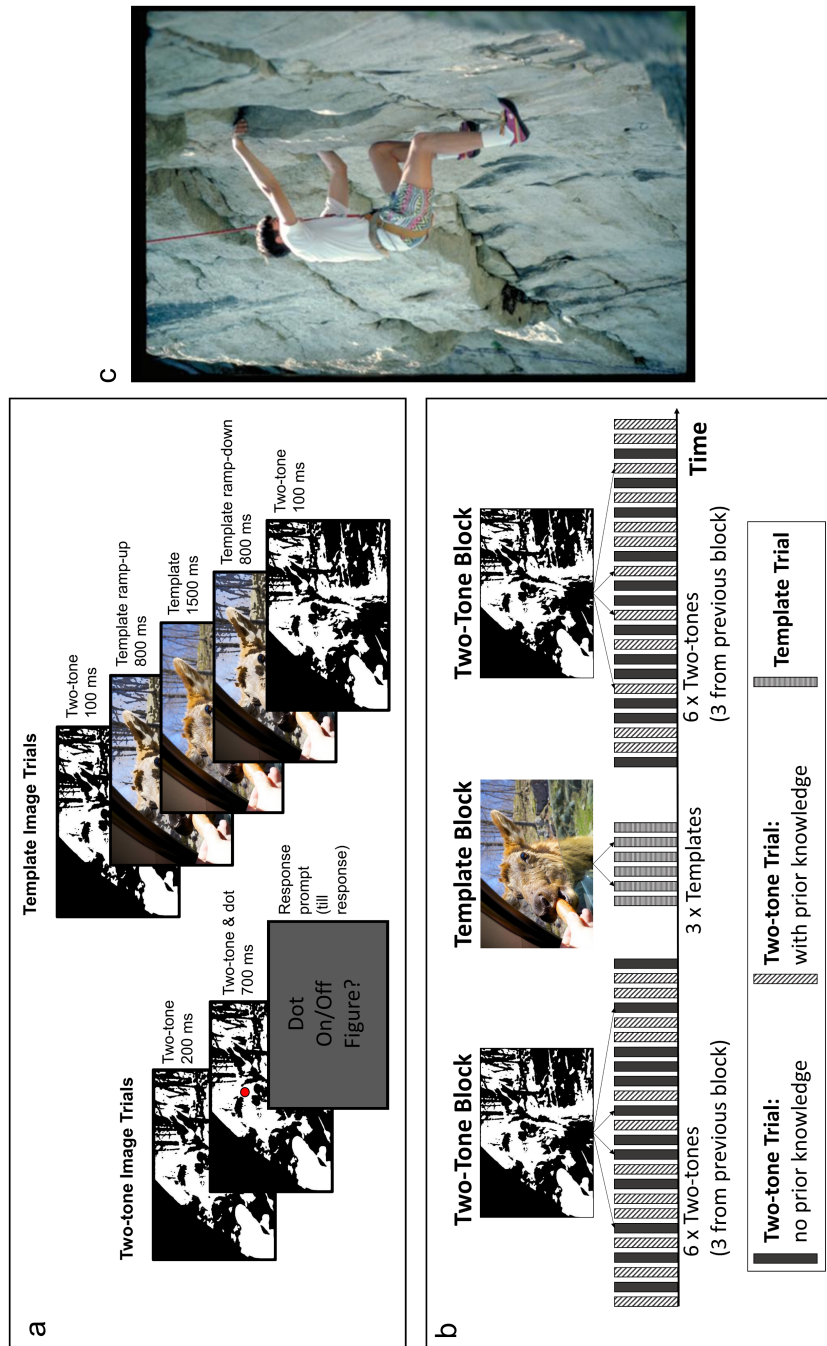 a
Two-tone Image Trials
Two-tone
200 ms
Two-tone & dot
700 ms
Dot
On/Off
Figure?
Response
prompt
(till
response)
Template Image Trials
Two-tone
100 ms
Template ramp-up
800 ms
Template
1500 ms
Template ramp-down
800 ms
Two-tone
100 ms
b
Two-Tone Block
Template Block
Two-Tone Block
6 x Two-tones
(3 from previous block)
3 x Templates
6 x Two-tones
(3 from previous block)
Time
Two-tone Trial:
no prior knowledge
Two-tone Trial:
with prior knowledge
Template Trial
c